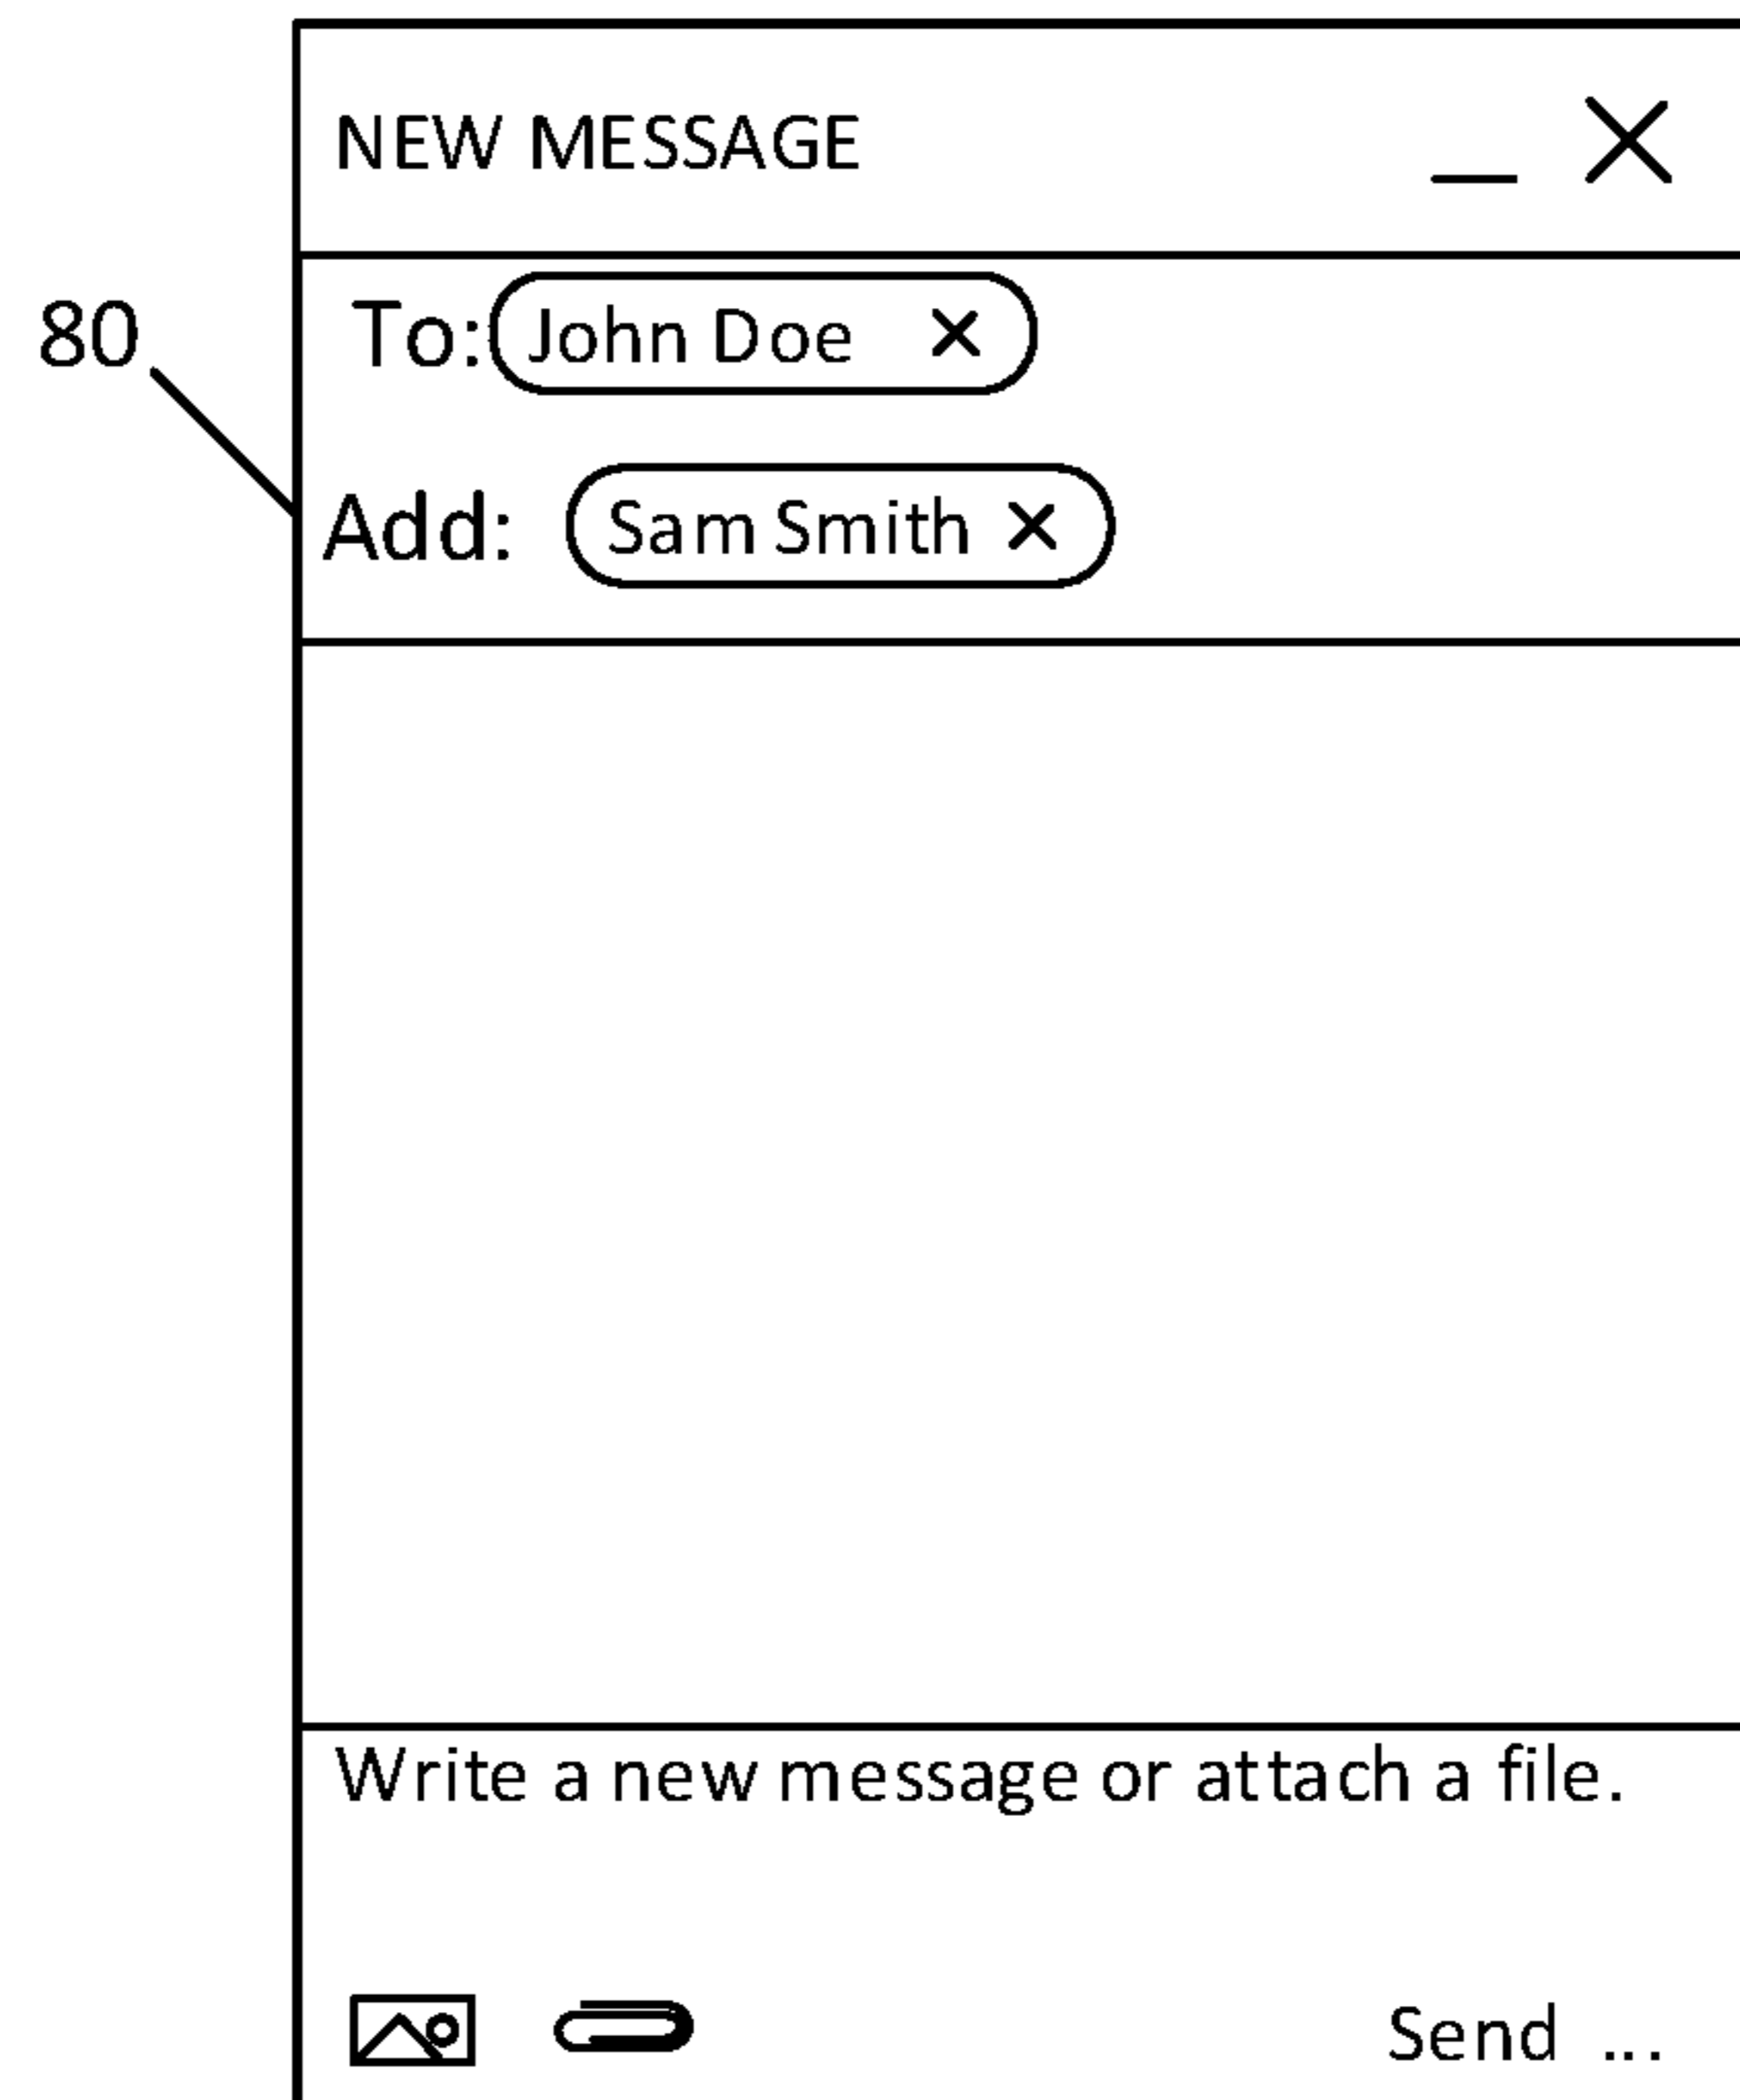 NEW MESSAGE
80
To: John Doe
Add: Sam Smith
Write a new message or attach a file.
Send ...